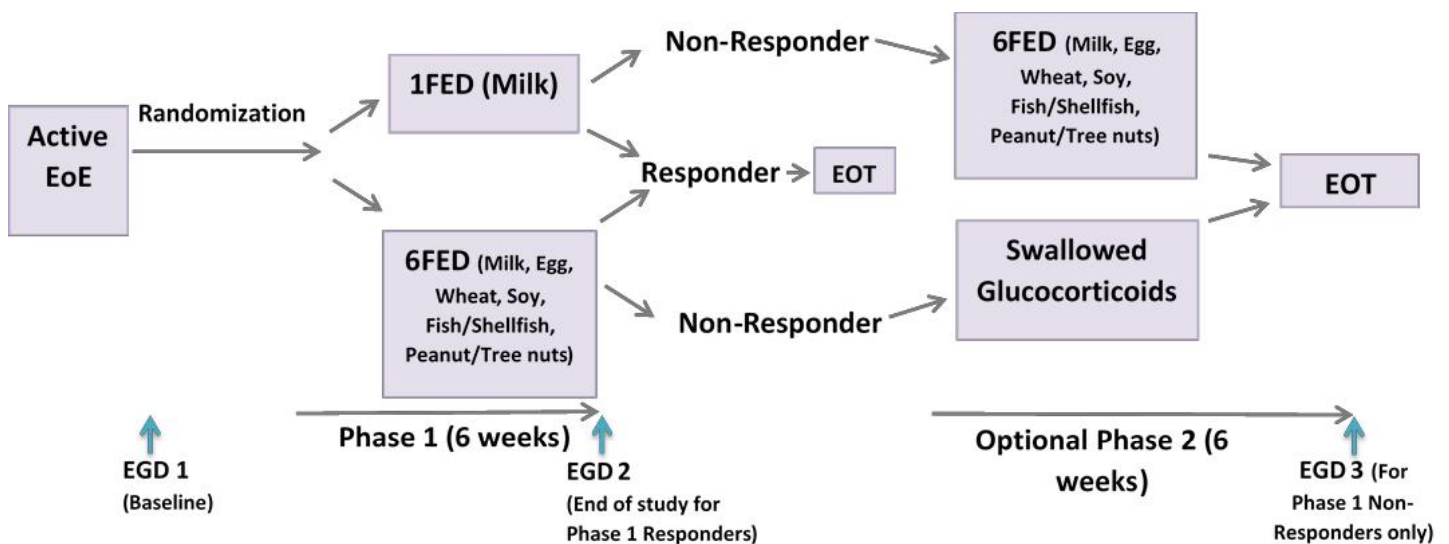 Active
EoE
Randomization
1FED (Milk)
6FED (Milk, Egg,
Wheat, Soy,
Fish/Shellfish,
Peanut/Tree nuts)
Non-Responder
Responder
EOT
Non-Responder
6FED (Milk, Egg,
Wheat, Soy,
Fish/Shellfish,
Peanut/Tree nuts)
Swallowed
Glucocorticoids
EOT
Phase 1 (6 weeks)
Optional Phase 2 (6
weeks)
EGD 1
(Baseline)
EGD 2
(End of study for
Phase 1 Responders)
EGD 3 (For
Phase 1 Non-
Responders only)